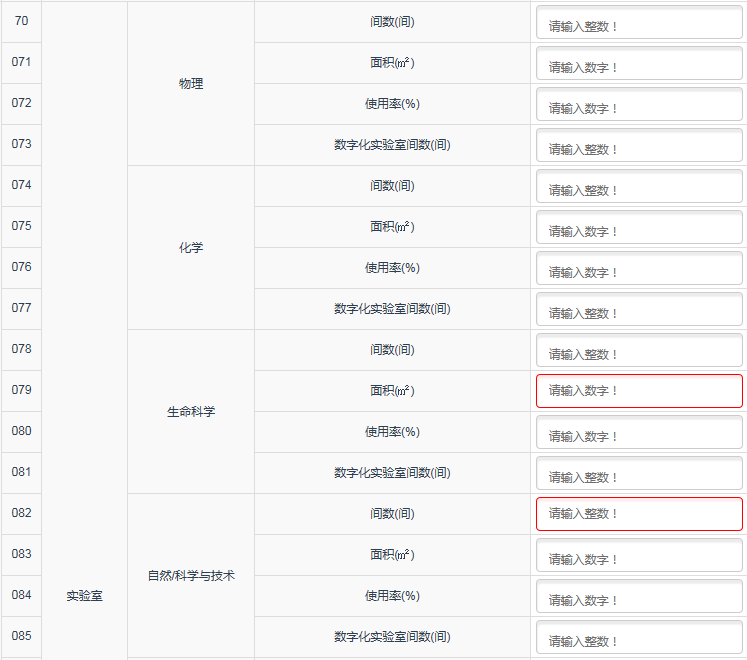 70 间数(间) 请输入整数！
071 面积(㎡) 请输入数字！
物理
072 使用率(%) 请输入数字！
073 数字化实验室间数(间) 请输入整数！
074 间数(间) 请输入整数！
075 面积(㎡) 请输入数字！
化学
076 使用率(%) 请输入数字！
077 数字化实验室间数(间) 请输入整数！
078 间数(间) 请输入整数！
079 面积(㎡) 请输入数字！
生命科学
080 使用率(%) 请输入数字！
081 数字化实验室间数(间) 请输入整数！
082 间数(间) 请输入整数！
083 面积(㎡) 请输入数字！
自然/科学与技术
084 实验室 使用率(%) 请输入数字！
085 数字化实验室间数(间) 请输入整数！